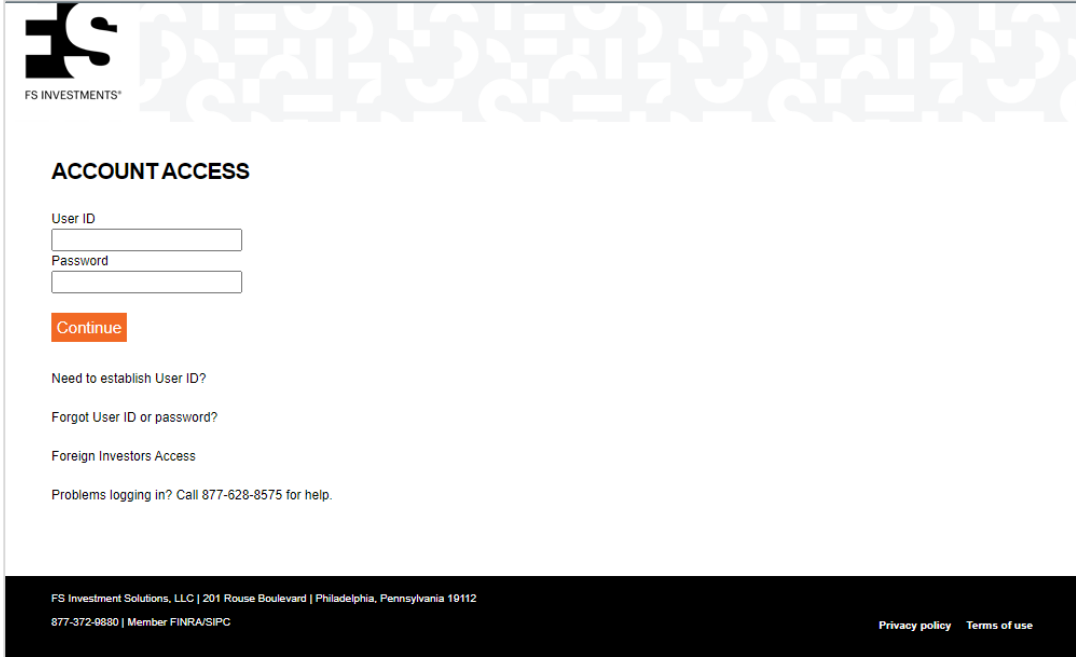 FS
FS INVESTMENTS®
ACCOUNT ACCESS
User ID
Password
Continue
Need to establish User ID?
Forgot User ID or password?
Foreign Investors Access
Problems logging in? Call 877-628-8575 for help.
FS Investment Solutions, LLC | 201 Rouse Boulevard | Philadelphia, Pennsylvania 19112
877-372-9880 | Member FINRA/SIPC
Privacy policy Terms of use